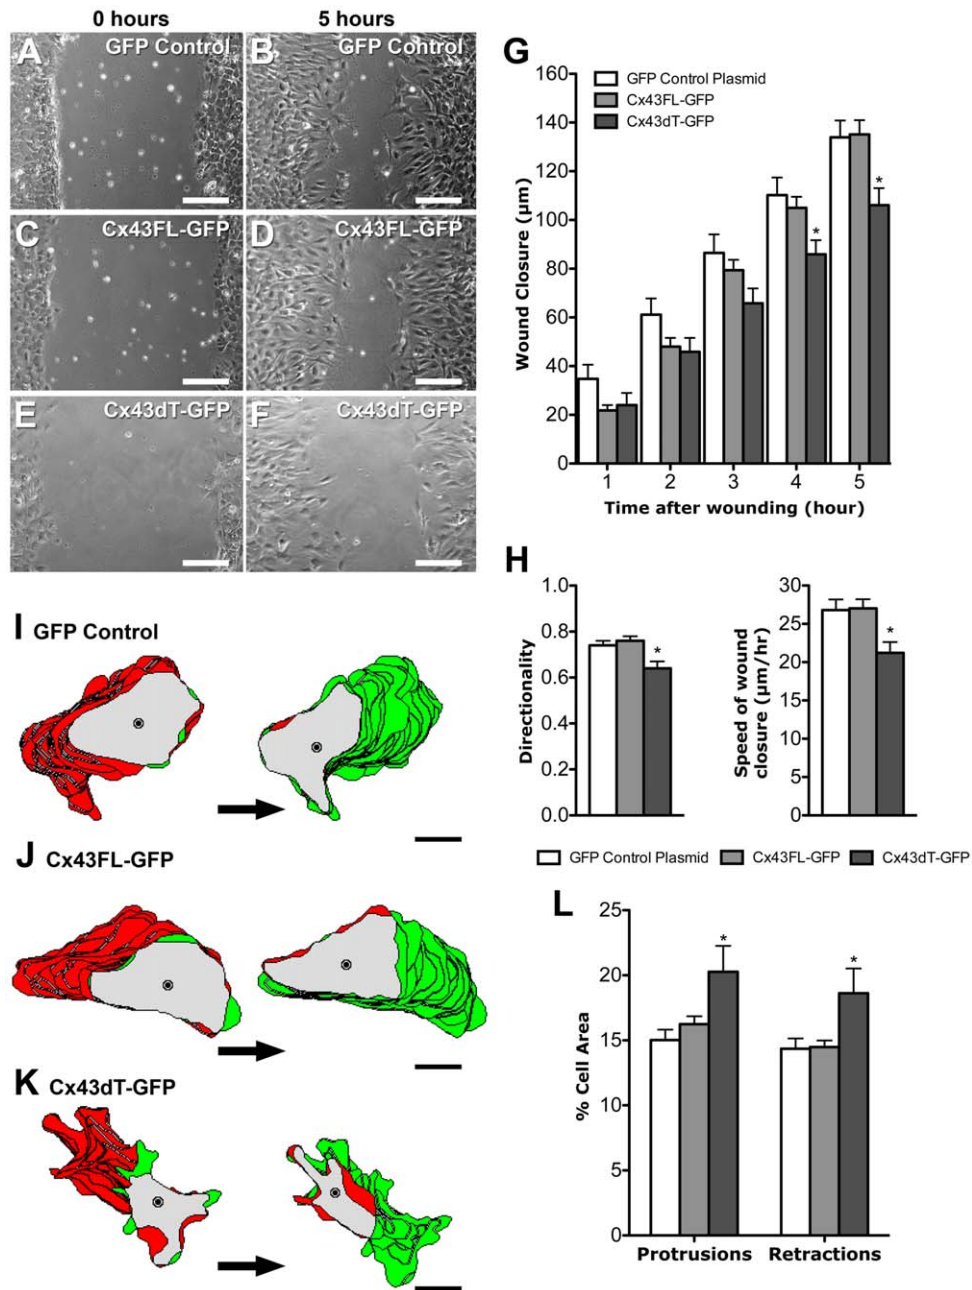 0 hours
5 hours
A
GFP Control
B
GFP Control
C
Cx43FL-GFP
D
Cx43FL-GFP
E
Cx43dT-GFP
F
Cx43dT-GFP
G
GFP Control Plasmid
Cx43FL-GFP
Cx43dT-GFP
Wound Closure (µm)
160
140
120
100
80
60
40
20
0
* *
1 2 3 4 5
Time after wounding (hour)
H
Directionality
1.0
0.8
0.6
0.4
0.2
0.0
*
Speed of wound
closure (µm/hr)
30
25
20
15
10
5
0
*
GFP Control Plasmid
Cx43FL-GFP
Cx43dT-GFP
I GFP Control
J Cx43FL-GFP
K Cx43dT-GFP
L
% Cell Area
25
20
15
10
5
0
* *
Protrusions Retractions